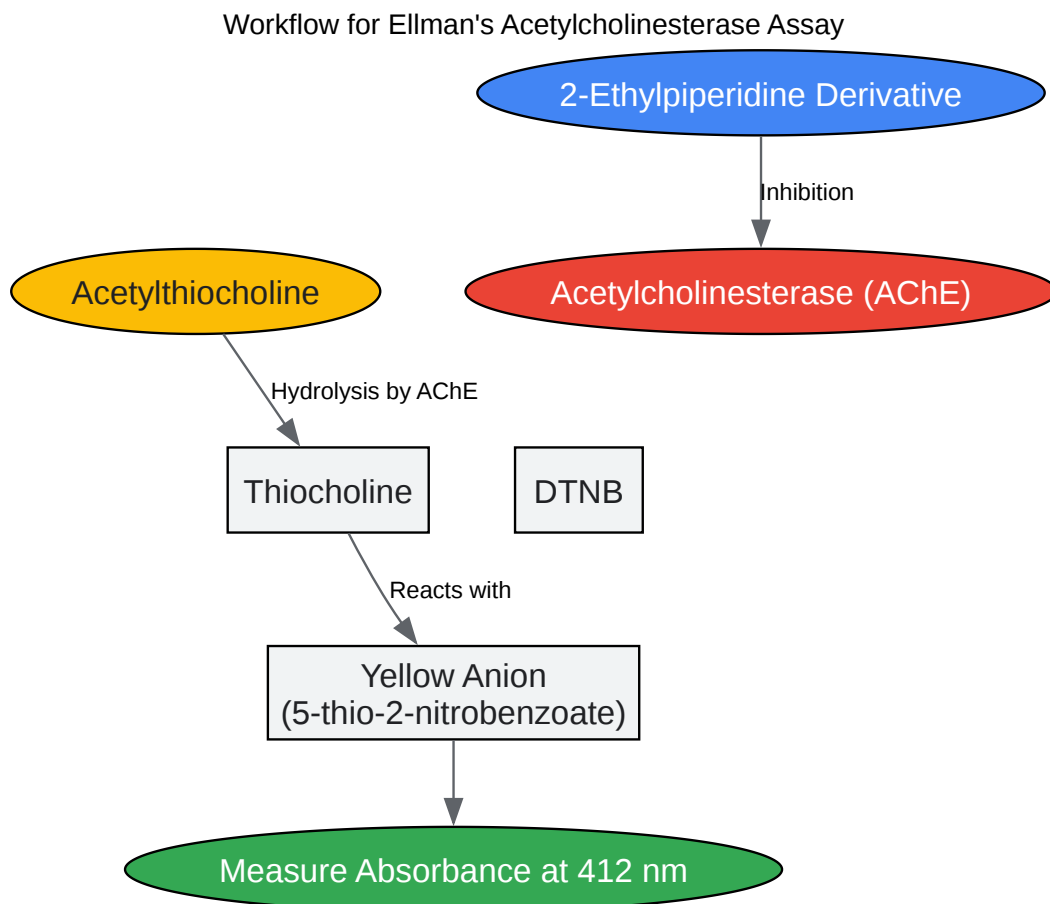 Workflow for Ellman's Acetylcholinesterase Assay
2-Ethylpiperidine Derivative
Inhibition
Acetylthiocholine
Acetylcholinesterase (AChE)
Hydrolysis by AChE
Thiocholine
DTNB
Reacts with
Yellow Anion
(5-thio-2-nitrobenzoate)
Measure Absorbance at 412 nm